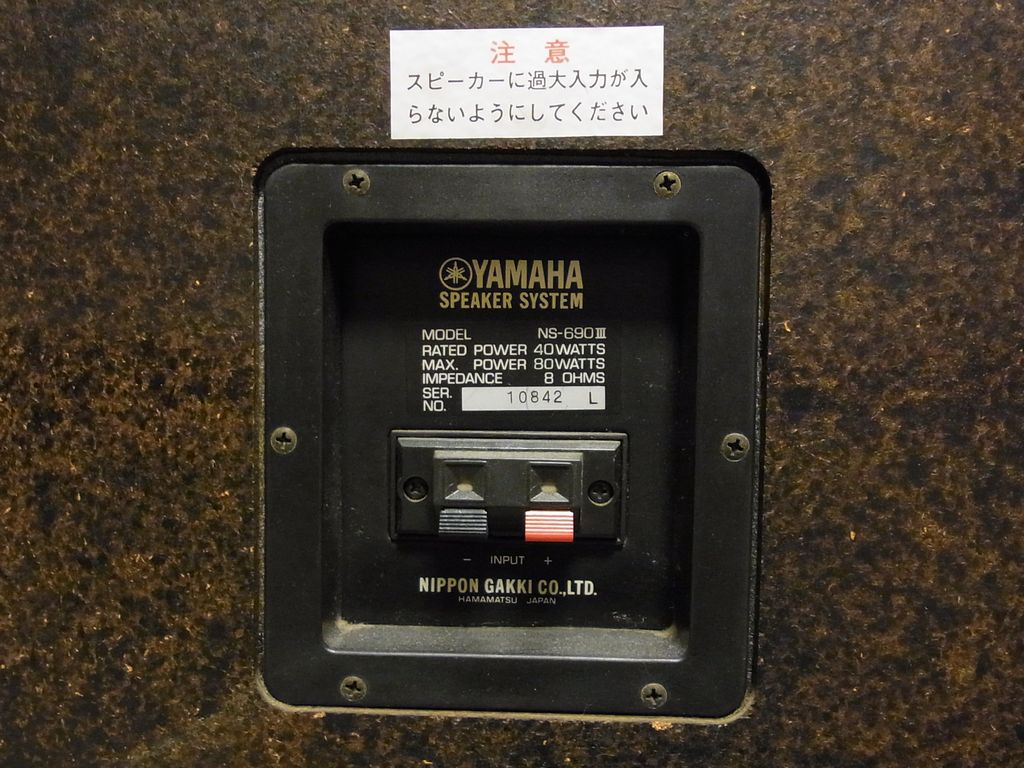 注 意
スピーカーに過大入力が入
らないようにしてください
YAMAHA
SPEAKER SYSTEM
MODEL NS-690III
RATED POWER 40WATTS
MAX. POWER 80WATTS
IMPEDANCE 8 OHMS
SER. NO. 10842 L
- INPUT +
NIPPON GAKKI CO.,LTD.
HAMAMATSU JAPAN